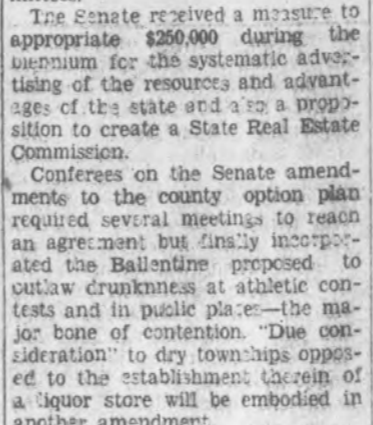 The Senate received a measure to
appropriate $250,000 during the
biennium for the systematic adver-
tising of the resources and advant-
ages of the state and also a propo-
sition to create a State Real Estate
Commission.
Conferees on the Senate amend-
ments to the county option plan
required several meetings to reach
an agreement but finally incorpor-
ated the Ballentine proposed to
outlaw drunknness at athletic con-
tests and in public places—the ma-
jor bone of contention. "Due con-
sideration" to dry townships oppos-
ed to the establishment therein of
a liquor store will be embodied in
another amendment